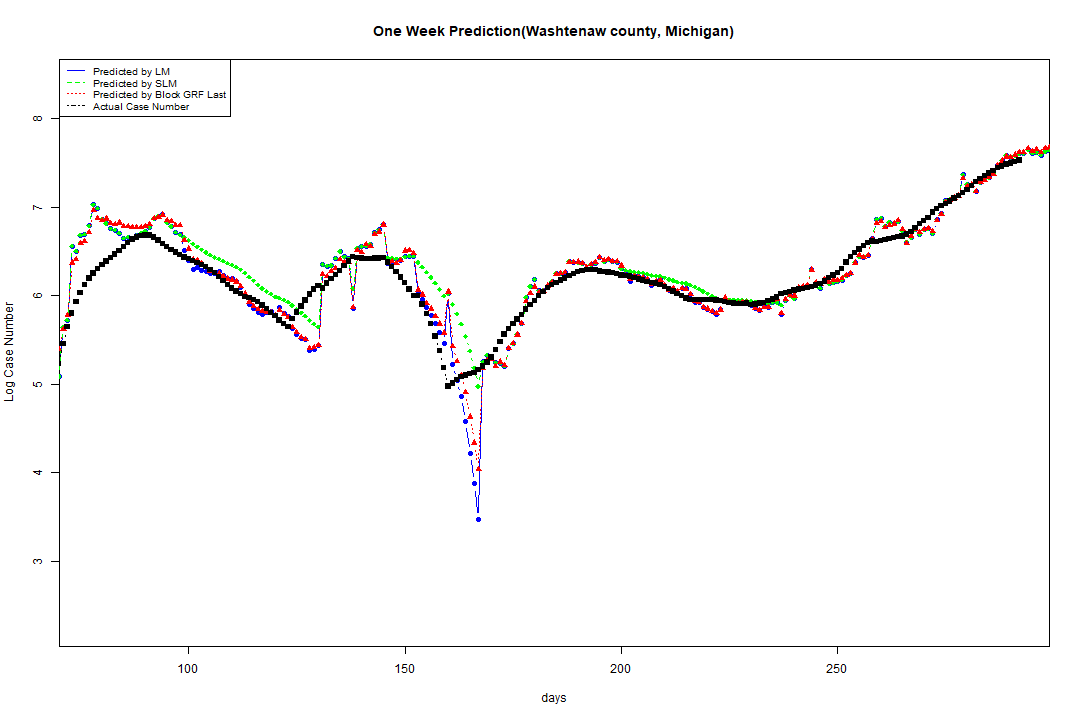 One Week Prediction(Washtenaw county, Michigan)
Predicted by LM
Predicted by SLM
Predicted by Block GRF Last
Actual Case Number
Log Case Number
8
7
6
5
4
3
100 150 200 250
days